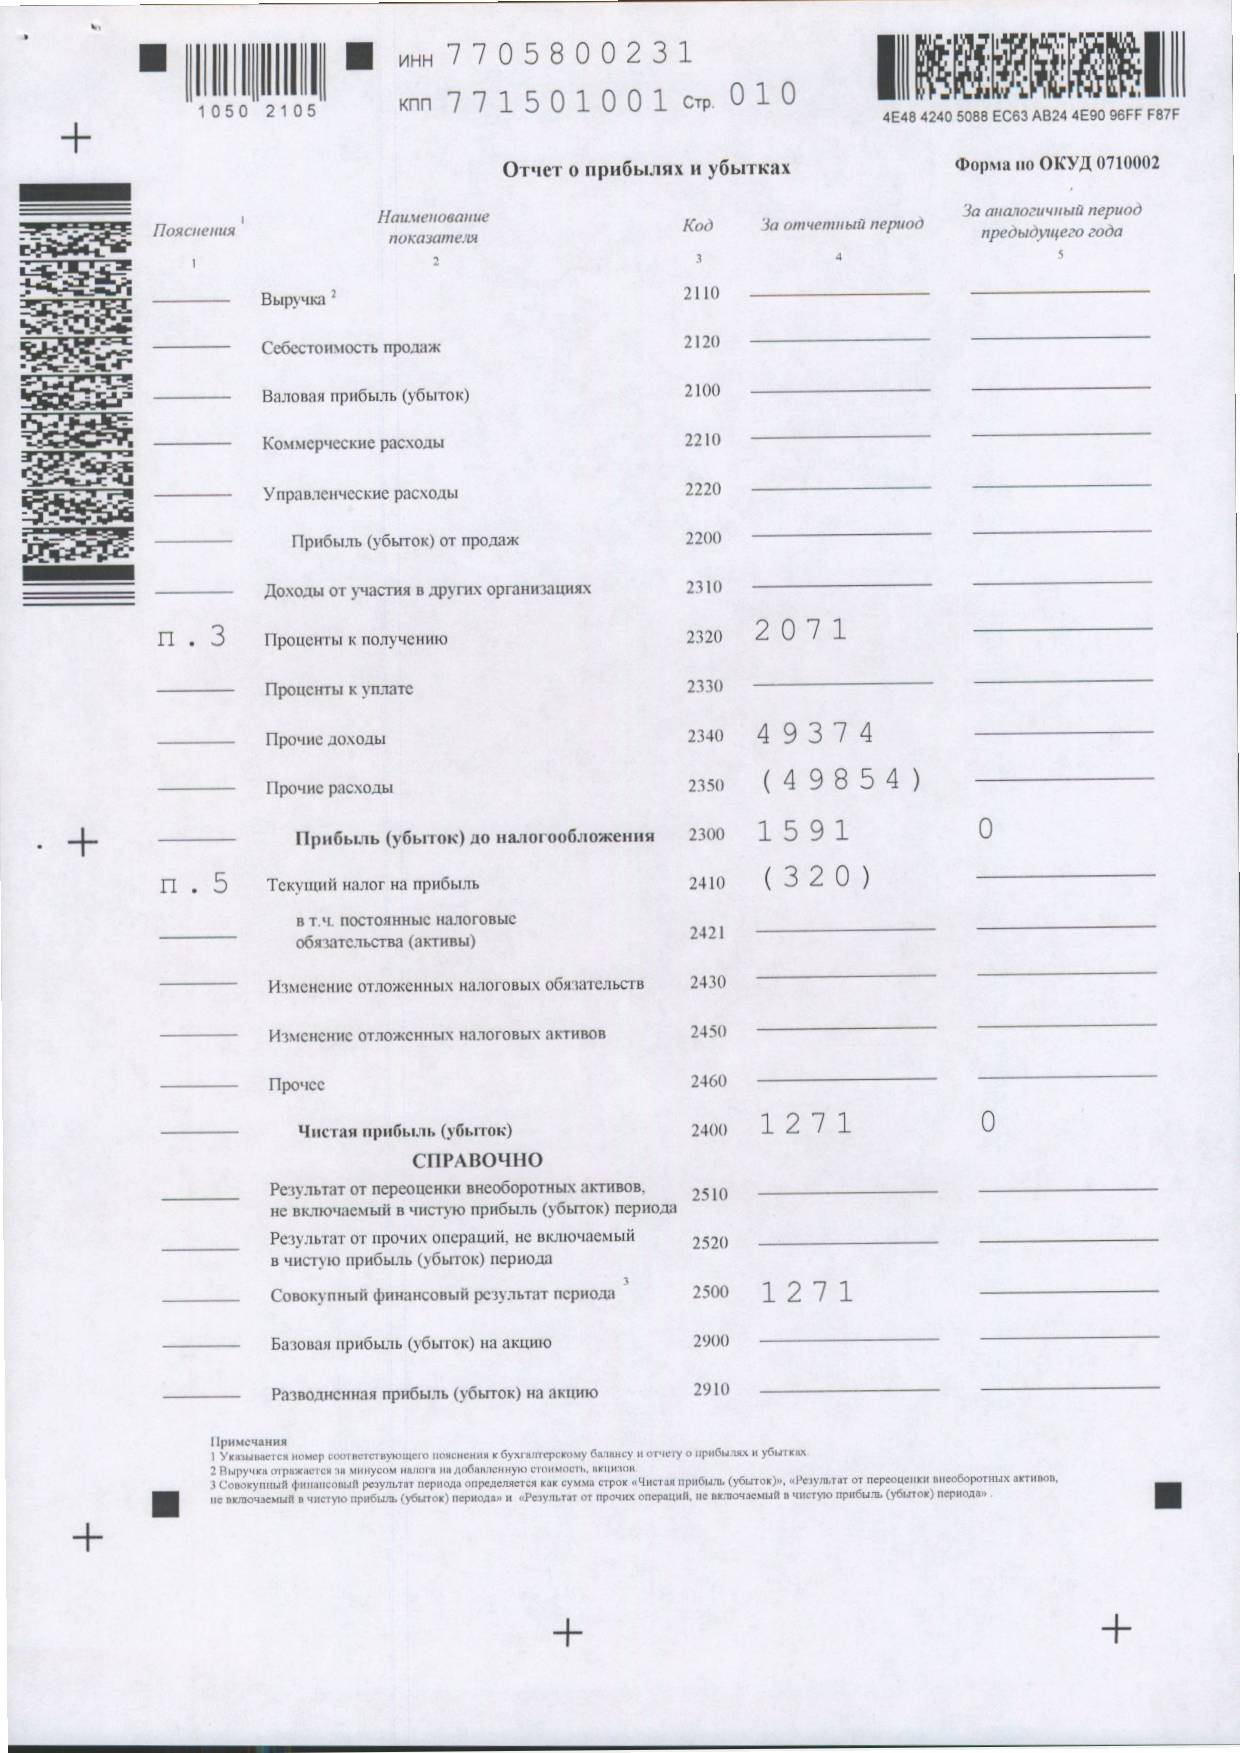 ИНН 7705800231
1050 2105
КПП 771501001 Стр. 010
4E48 4240 5088 EC63 AB24 4E90 96FF F87F
Отчет о прибылях и убытках
Форма по ОКУД 0710002
Пояснения 1 Наименование показателя Код За отчетный период За аналогичный период предыдущего года
1 2 3 4 5
Выручка 2 2110
Себестоимость продаж 2120
Валовая прибыль (убыток) 2100
Коммерческие расходы 2210
Управленческие расходы 2220
Прибыль (убыток) от продаж 2200
Доходы от участия в других организациях 2310
п.3 Проценты к получению 2320 2071
Проценты к уплате 2330
Прочие доходы 2340 49374
Прочие расходы 2350 (49854)
Прибыль (убыток) до налогообложения 2300 1591 0
п.5 Текущий налог на прибыль 2410 (320)
в т.ч. постоянные налоговые
обязательства (активы) 2421
Изменение отложенных налоговых обязательств 2430
Изменение отложенных налоговых активов 2450
Прочее 2460
Чистая прибыль (убыток) 2400 1271 0
СПРАВОЧНО
Результат от переоценки внеоборотных активов,
не включаемый в чистую прибыль (убыток) периода 2510
Результат от прочих операций, не включаемый
в чистую прибыль (убыток) периода 2520
Совокупный финансовый результат периода 3 2500 1271
Базовая прибыль (убыток) на акцию 2900
Разводненная прибыль (убыток) на акцию 2910
Примечания
1 Указывается номер соответствующего пояснения к бухгалтерскому балансу и отчету о прибылях и убытках.
2 Выручка отражается за минусом налога на добавленную стоимость, акцизов.
3 Совокупный финансовый результат периода определяется как сумма строк «Чистая прибыль (убыток)», «Результат от переоценки внеоборотных активов,
не включаемый в чистую прибыль (убыток) периода» и «Результат от прочих операций, не включаемый в чистую прибыль (убыток) периода» .